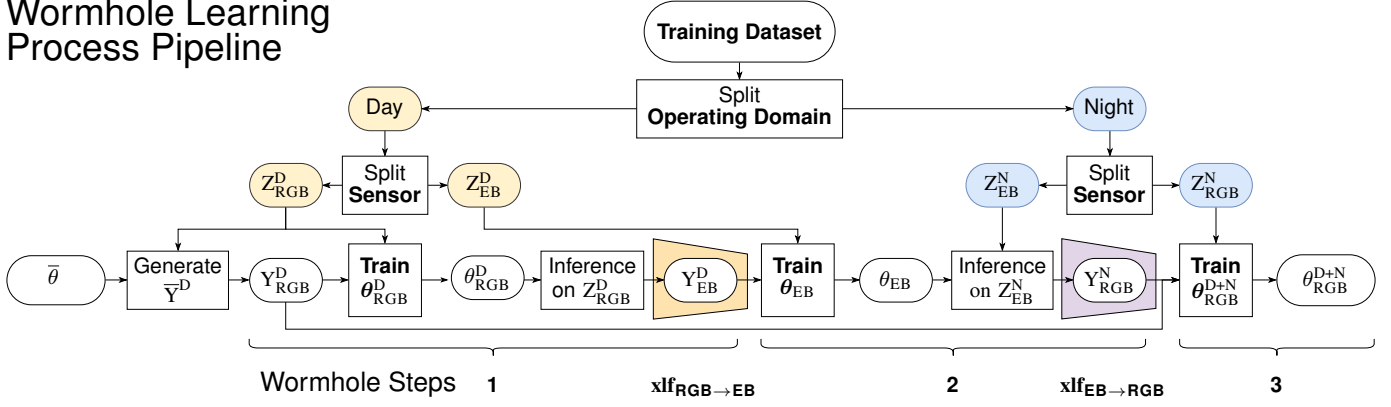 Wormhole Learning
Process Pipeline
Training Dataset
Split
Operating Domain
Day
Night
Split
Sensor
Split
Sensor
Z^D_RGB
Z^D_EB
Z^N_EB
Z^N_RGB
θ̅
Generate
Y̅^D
Y^D_RGB
Train
θ^D_RGB
θ^D_RGB
Inference
on Z^D_RGB
Y^D_EB
Train
θ_EB
θ_EB
Inference
on Z^N_EB
Y^N_RGB
Train
θ^D+N_RGB
θ^D+N_RGB
Wormhole Steps 1 xlf_RGB→EB 2 xlf_EB→RGB 3